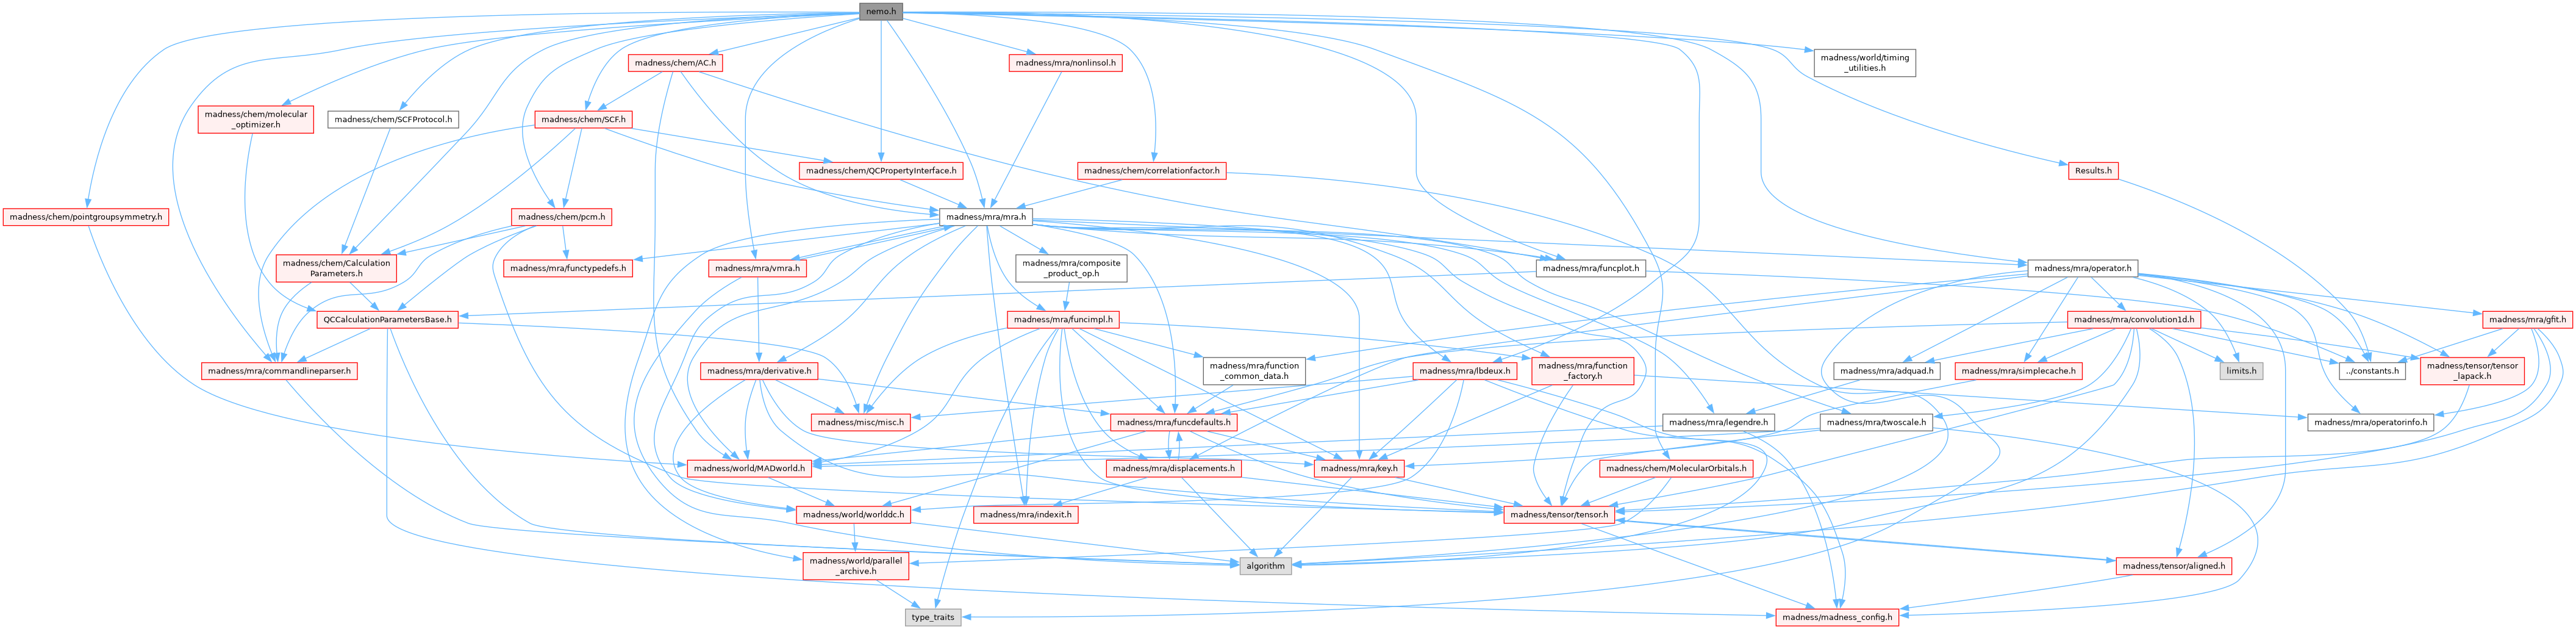 nemo.h
madness/chem/AC.h
madness/mra/nonlinsol.h
madness/world/timing
_utilities.h
madness/chem/molecular
_optimizer.h
madness/chem/SCFProtocol.h
madness/chem/SCF.h
madness/chem/QCPropertyInterface.h
madness/chem/correlationfactor.h
Results.h
madness/chem/pointgroupsymmetry.h
madness/chem/pcm.h
madness/mra/mra.h
madness/chem/Calculation
Parameters.h
madness/mra/functypedefs.h
madness/mra/vmra.h
madness/mra/composite
_product_op.h
madness/mra/funcplot.h
madness/mra/operator.h
QCCalculationParametersBase.h
madness/mra/funcimpl.h
madness/mra/convolution1d.h
madness/mra/gfit.h
madness/mra/commandlineparser.h
madness/mra/derivative.h
madness/mra/function
_common_data.h
madness/mra/lbdeux.h
madness/mra/function
_factory.h
madness/mra/adquad.h
madness/mra/simplecache.h
limits.h
../constants.h
madness/tensor/tensor
_lapack.h
madness/misc/misc.h
madness/mra/funcdefaults.h
madness/mra/legendre.h
madness/mra/twoscale.h
madness/mra/operatorinfo.h
madness/world/MADworld.h
madness/mra/displacements.h
madness/mra/key.h
madness/chem/MolecularOrbitals.h
madness/world/worlddc.h
madness/mra/indexit.h
madness/tensor/tensor.h
madness/world/parallel
_archive.h
algorithm
madness/tensor/aligned.h
type_traits
madness/madness_config.h